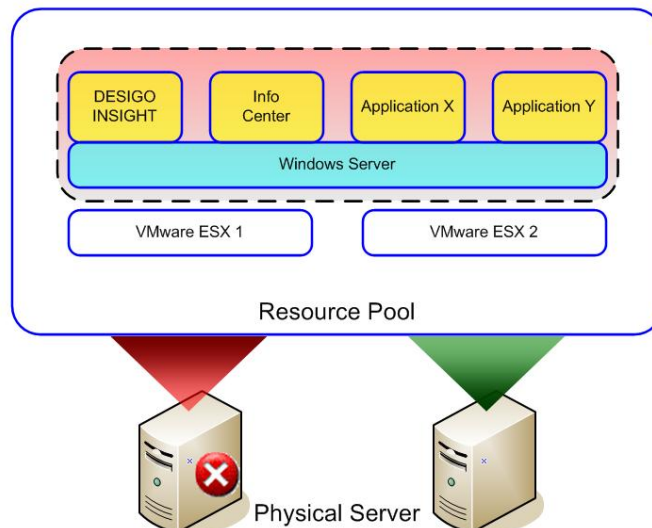 DESIGO
INSIGHT
Info
Center
Application X
Application Y
Windows Server
VMware ESX 1
VMware ESX 2
Resource Pool
Physical Server